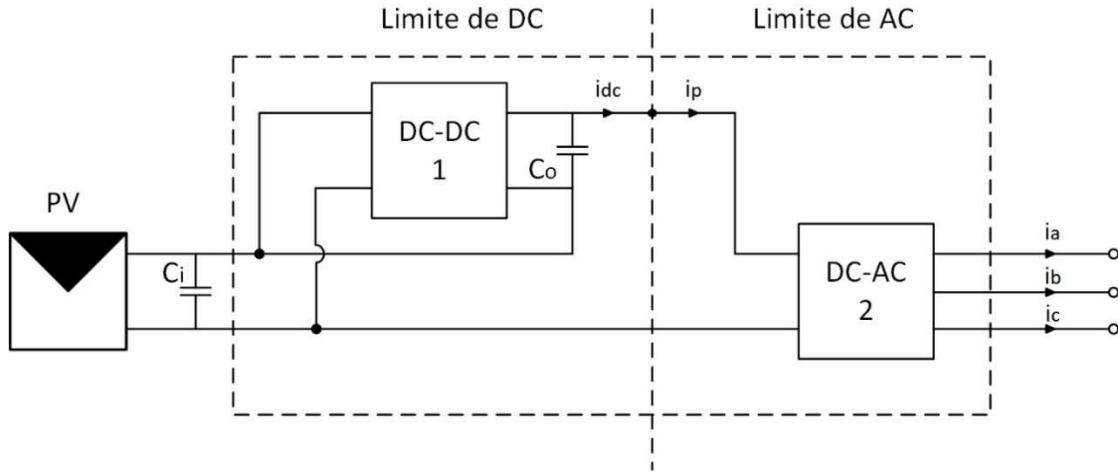 Limite de DC
Limite de AC
idc
ip
DC-DC
1
Co
PV
Ci
DC-AC
2
ia
ib
ic